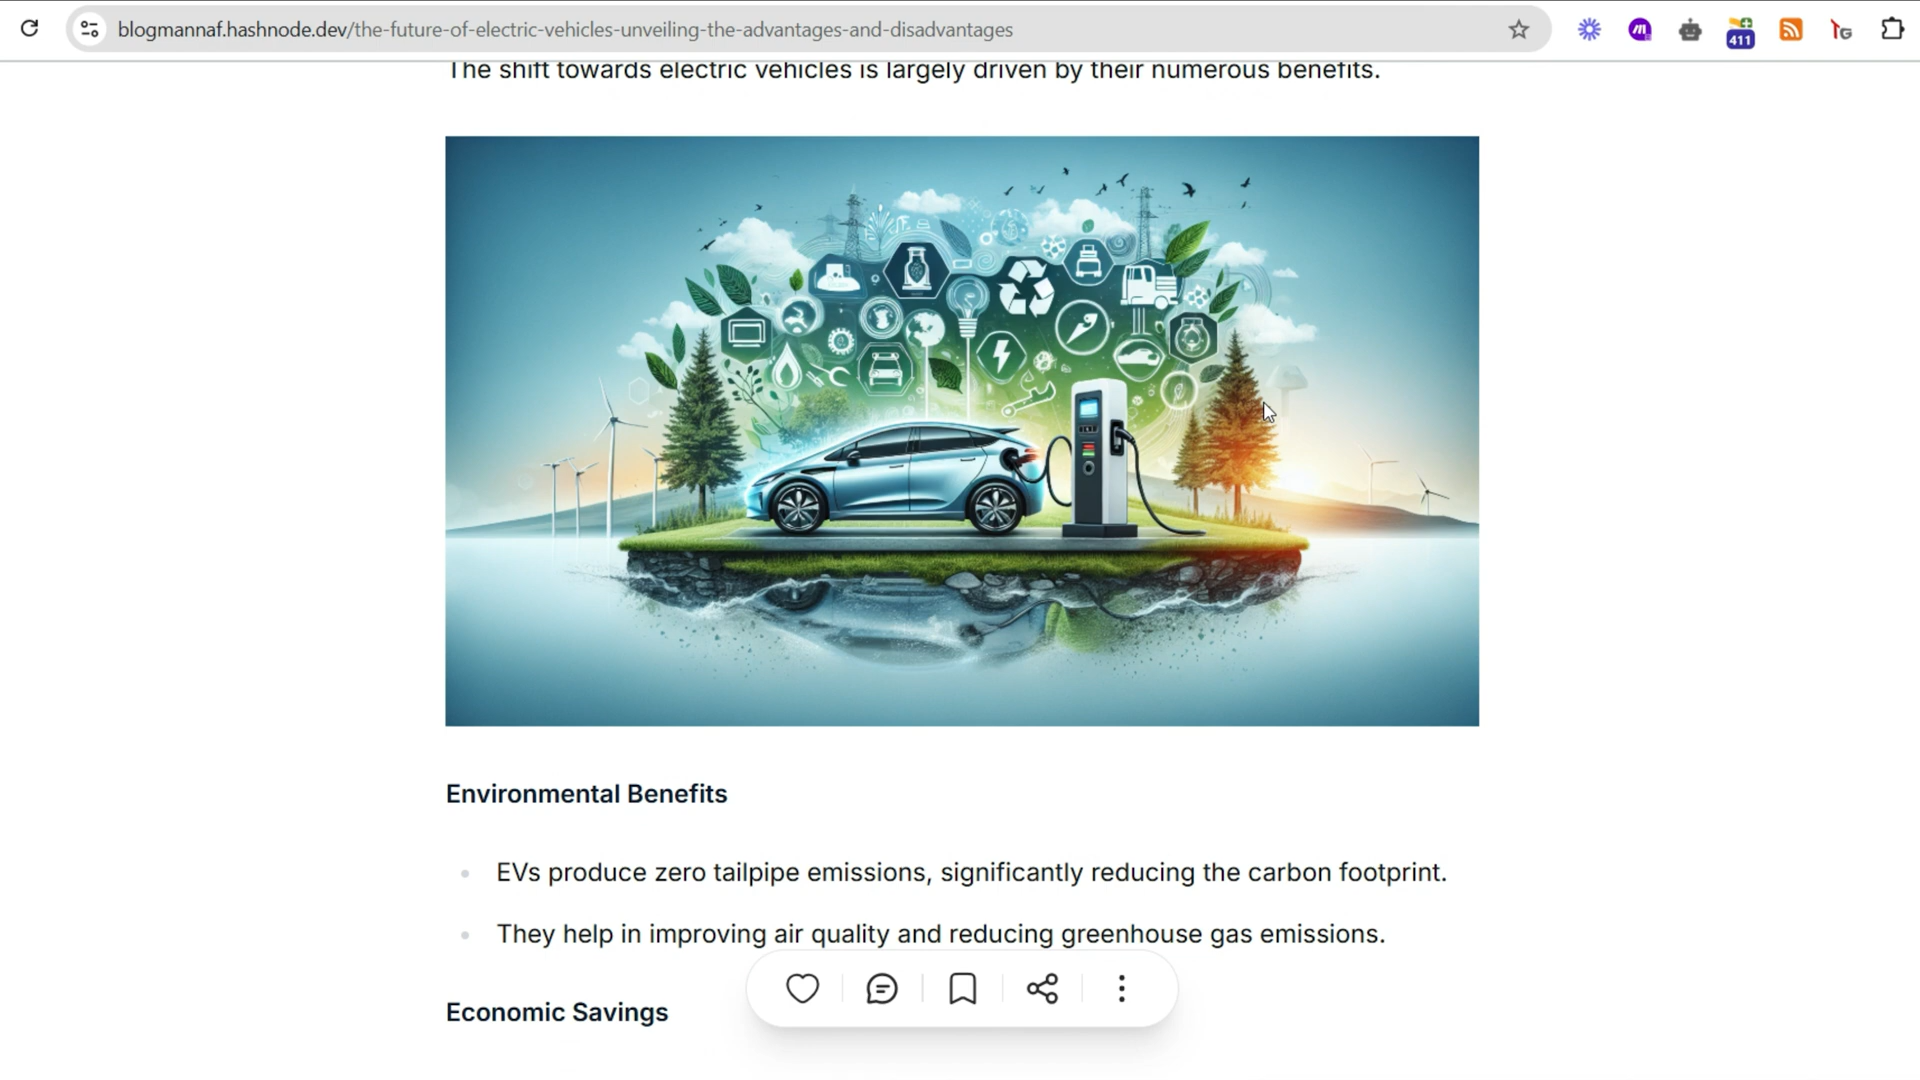 blogmannaf.hashnode.dev/the-future-of-electric-vehicles-unveiling-the-advantages-and-disadvantages
411
The shift towards electric vehicles is largely driven by their numerous benefits.
Environmental Benefits
EVs produce zero tailpipe emissions, significantly reducing the carbon footprint.
They help in improving air quality and reducing greenhouse gas emissions.
Economic Savings